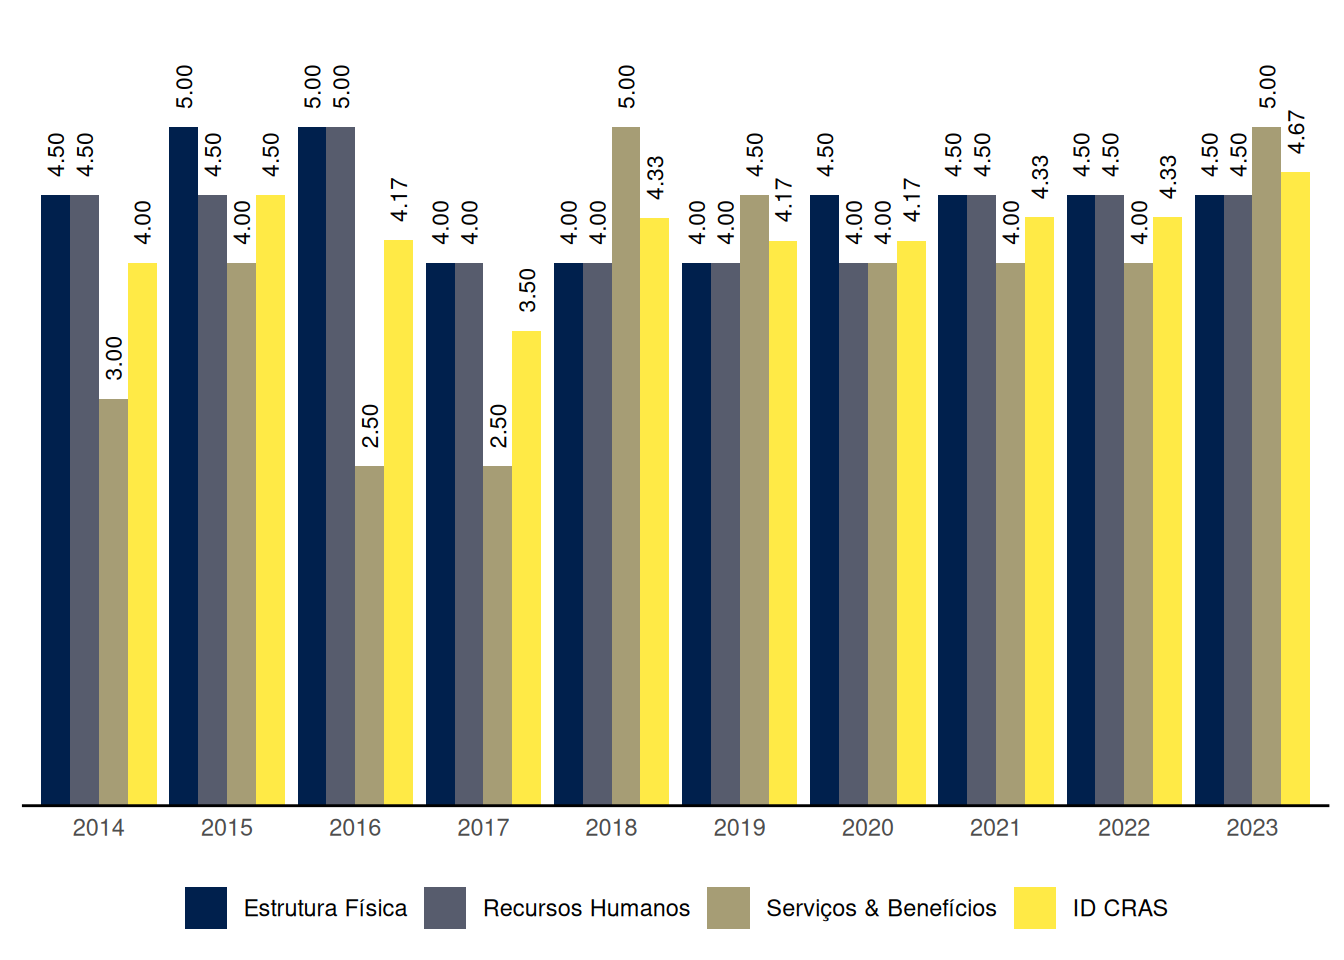 4.50 4.50 3.00 4.00
5.00 4.50 4.00 4.50
5.00 5.00 2.50 4.17
4.00 4.00 2.50 3.50
4.00 4.00 5.00 4.33
4.00 4.00 4.50 4.17
4.50 4.00 4.00 4.17
4.50 4.50 4.00 4.33
4.50 4.50 4.00 4.33
4.50 4.50 5.00 4.67
2014 2015 2016 2017 2018 2019 2020 2021 2022 2023
Estrutura Física Recursos Humanos Serviços & Benefícios ID CRAS